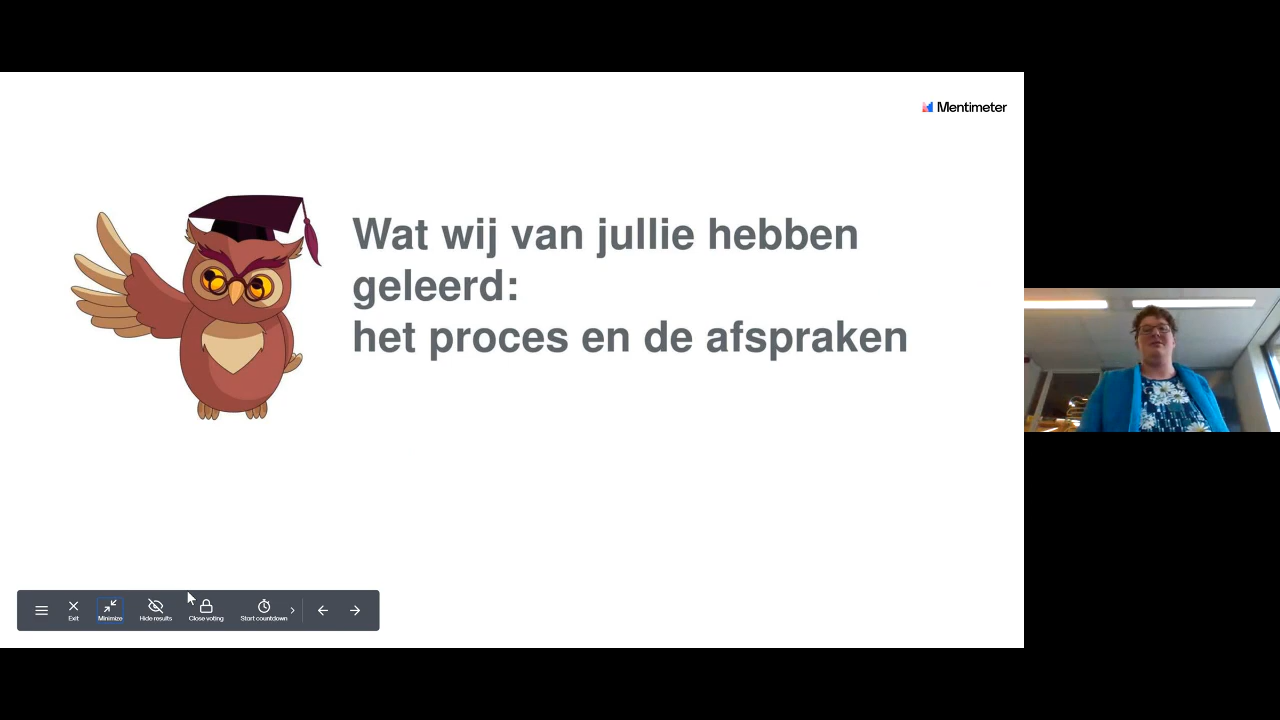 Mentimeter
Wat wij van jullie hebben
geleerd:
het proces en de afspraken
Exit
Minimize
Hide results
Close voting
Start countdown